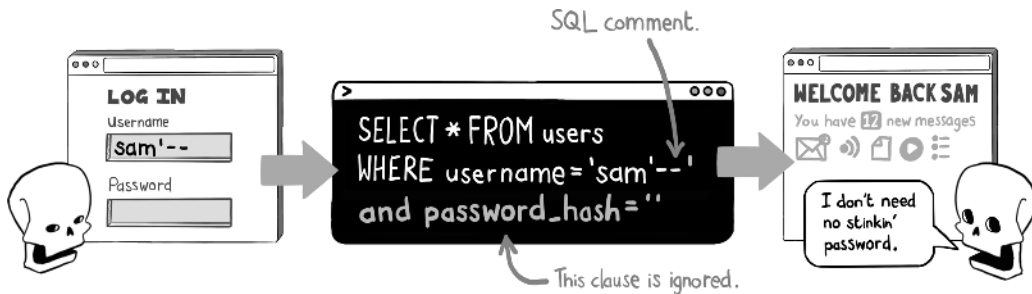 SQL comment.
LOG IN
Username
sam'--
Password
>
SELECT * FROM users
WHERE username='sam'--'
and password_hash=''
This clause is ignored.
WELCOME BACK SAM
You have 12 new messages
I don't need
no stinkin'
password.